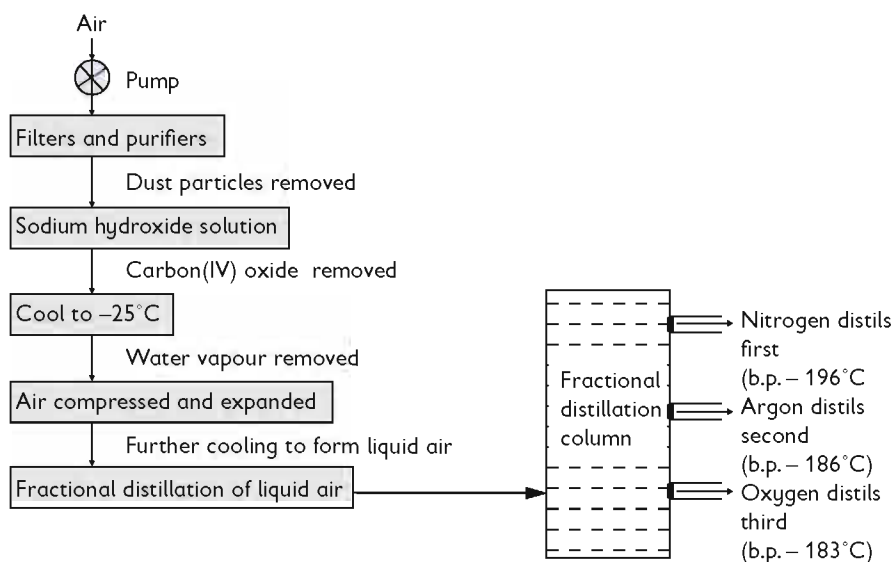 Air
Pump
Filters and purifiers
Dust particles removed
Sodium hydroxide solution
Carbon(IV) oxide removed
Cool to –25°C
Water vapour removed
Air compressed and expanded
Further cooling to form liquid air
Fractional distillation of liquid air
Fractional
distillation
column
Nitrogen distils
first
(b.p. – 196°C
Argon distils
second
(b.p. – 186°C)
Oxygen distils
third
(b.p. – 183°C)